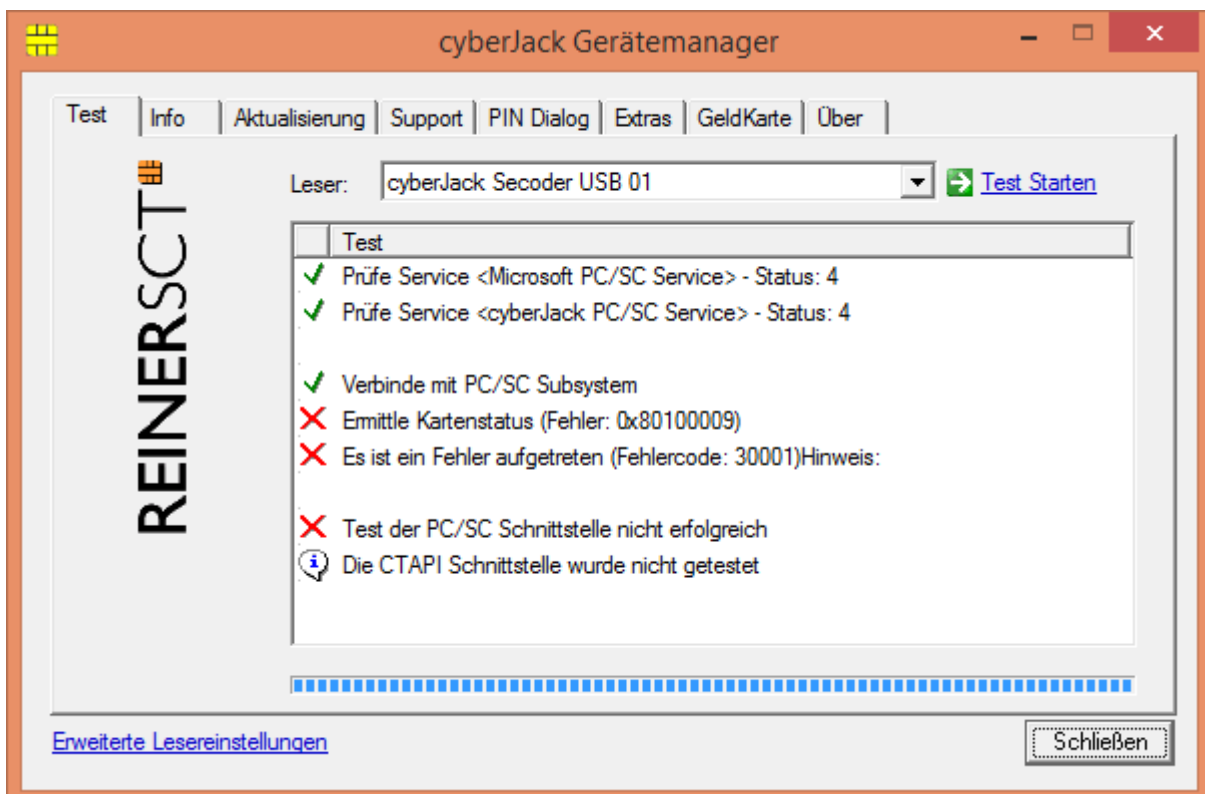 cyberJack Gerätemanager
Test Info Aktualisierung Support PIN Dialog Extras GeldKarte Über
REINERSCT
Leser: cyberJack Secoder USB 01 Test Starten
Test
Prüfe Service <Microsoft PC/SC Service> - Status: 4
Prüfe Service <cyberJack PC/SC Service> - Status: 4
Verbinde mit PC/SC Subsystem
Ermittle Kartenstatus (Fehler: 0x80100009)
Es ist ein Fehler aufgetreten (Fehlercode: 30001)Hinweis:
Test der PC/SC Schnittstelle nicht erfolgreich
Die CTAPI Schnittstelle wurde nicht getestet
Erweiterte Lesereinstellungen
Schließen